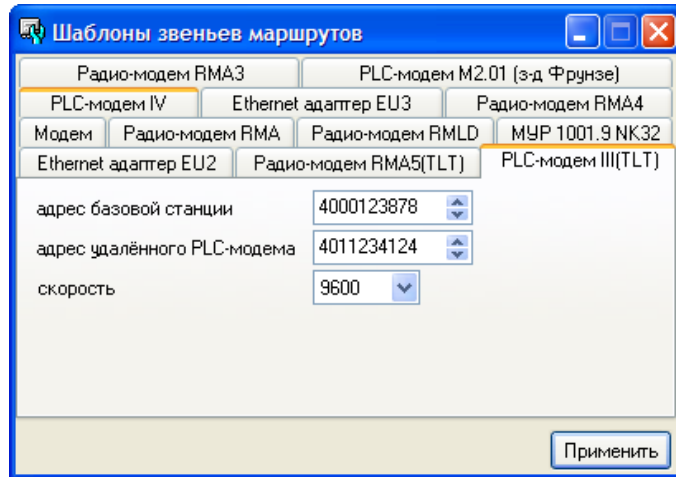 Шаблоны звеньев маршрутов
Радио-модем RMA3 PLC-модем М2.01 (з-д Фрунзе)
PLC-модем IV Ethernet адаптер EU3 Радио-модем RMA4
Модем Радио-модем RMA Радио-модем RMLD МУР 1001.9 NK32
Ethernet адаптер EU2 Радио-модем RMA5(TLT) PLC-модем III(TLT)
адрес базовой станции 4000123878
адрес удалённого PLC-модема 4011234124
скорость 9600
Применить